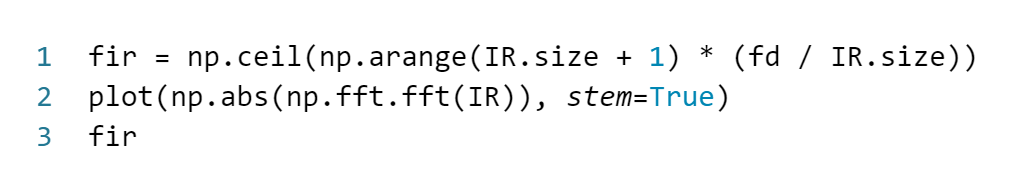 1 fir = np.ceil(np.arange(IR.size + 1) * (fd / IR.size))
2 plot(np.abs(np.fft.fft(IR)), stem=True)
3 fir